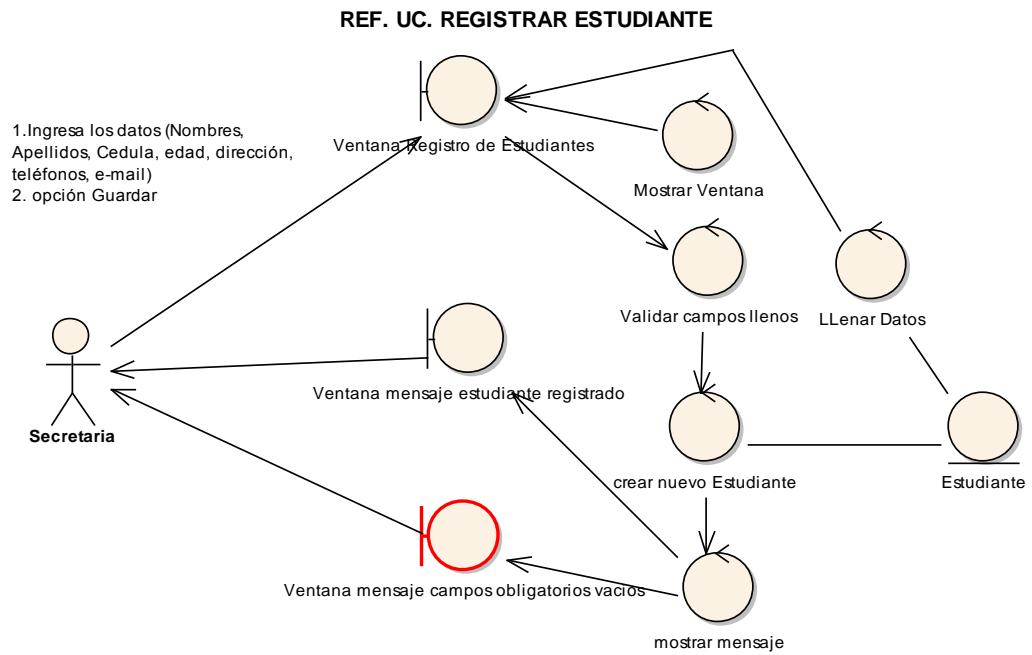 REF. UC. REGISTRAR ESTUDIANTE
1.Ingresa los datos (Nombres,
Apellidos, Cedula, edad, dirección,
teléfonos, e-mail)
2. opción Guardar
Ventana Registro de Estudiantes
Mostrar Ventana
Validar campos llenos
LLenar Datos
Ventana mensaje estudiante registrado
Secretaria
crear nuevo Estudiante
Estudiante
Ventana mensaje campos obligatorios vacios
mostrar mensaje